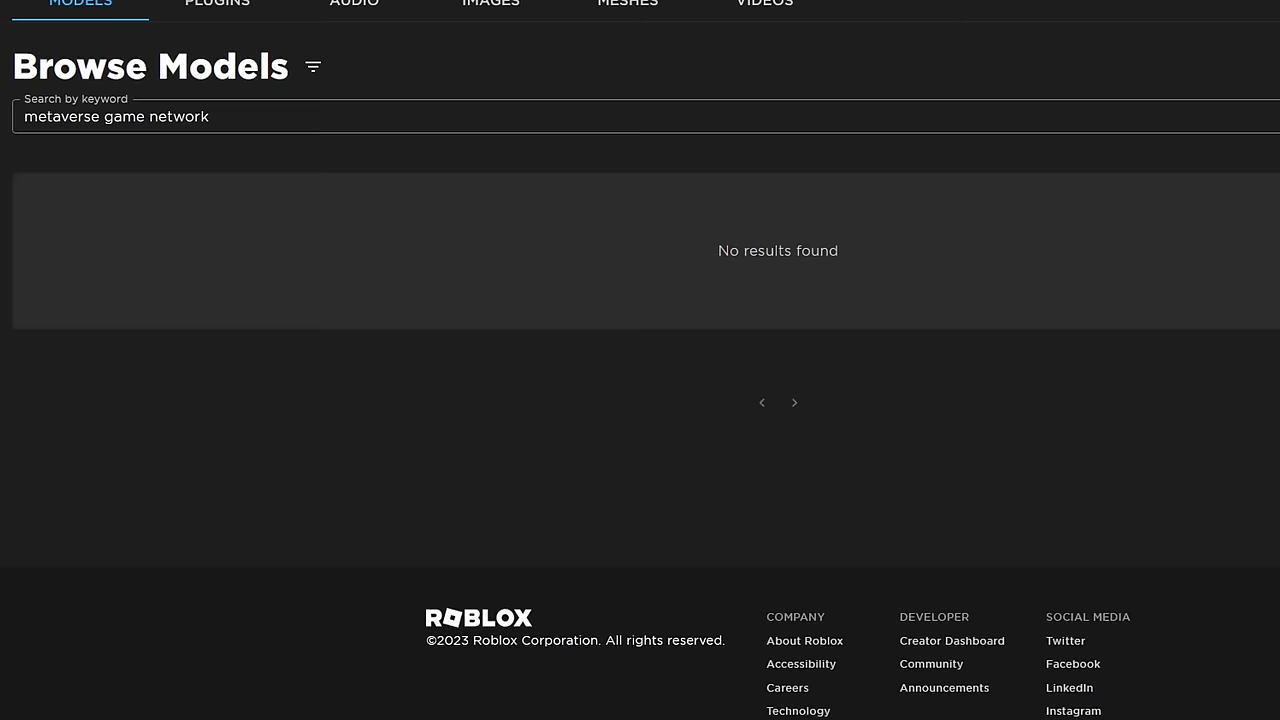 MODELS PLUGINS AUDIO IMAGES MESHES VIDEOS
Browse Models
Search by keyword
metaverse game network
No results found
ROBLOX
©2023 Roblox Corporation. All rights reserved.
COMPANY
About Roblox
Accessibility
Careers
Technology
DEVELOPER
Creator Dashboard
Community
Announcements
SOCIAL MEDIA
Twitter
Facebook
LinkedIn
Instagram